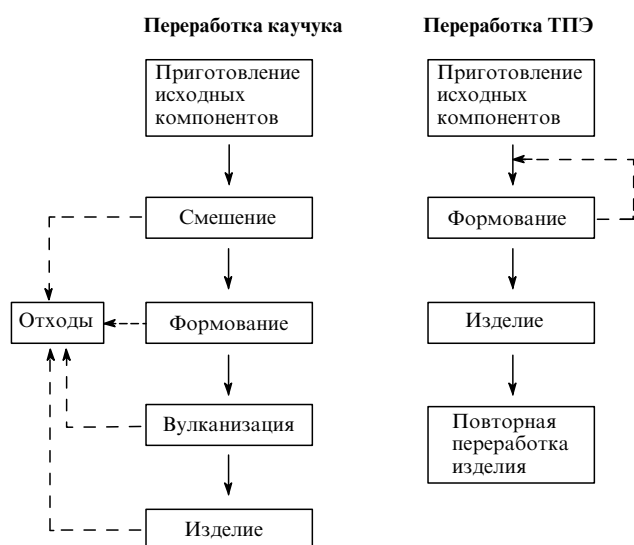 Переработка каучука
Приготовление
исходных
компонентов
Смешение
Отходы
Формование
Вулканизация
Изделие
Переработка ТПЭ
Приготовление
исходных
компонентов
Формование
Изделие
Повторная
переработка
изделия